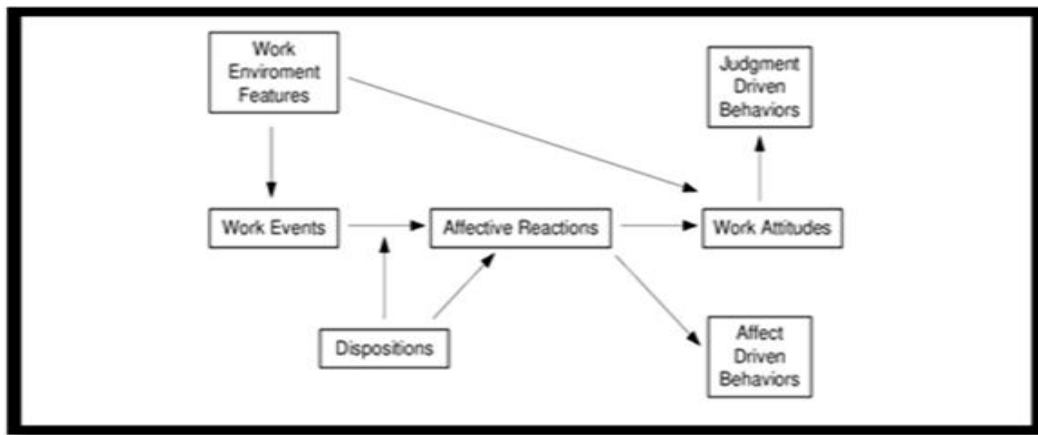 Work
Enviroment
Features
Judgment
Driven
Behaviors
Work Events
Affective Reactions
Work Attitudes
Dispositions
Affect
Driven
Behaviors